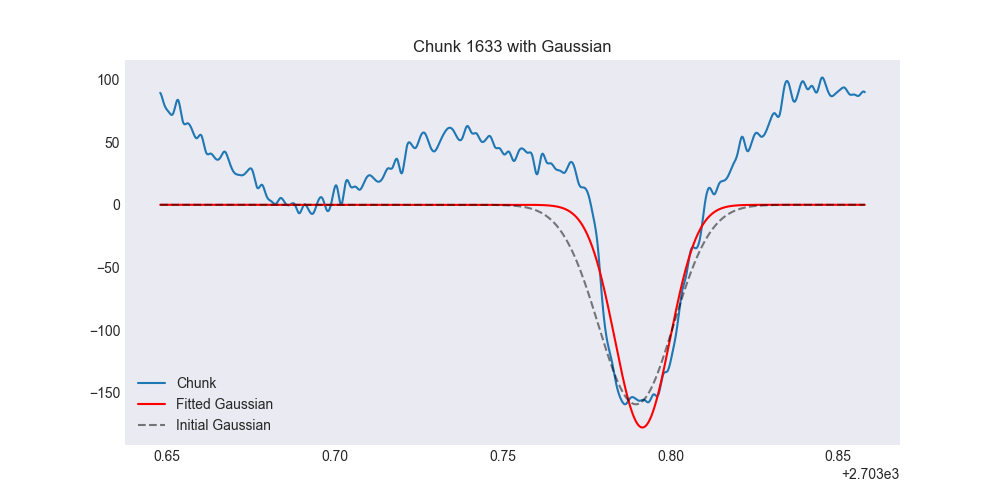 Chunk 1633 with Gaussian
100
50
0
−50
−100
−150
Chunk
Fitted Gaussian
Initial Gaussian
0.65 0.70 0.75 0.80 0.85
+2.703e3